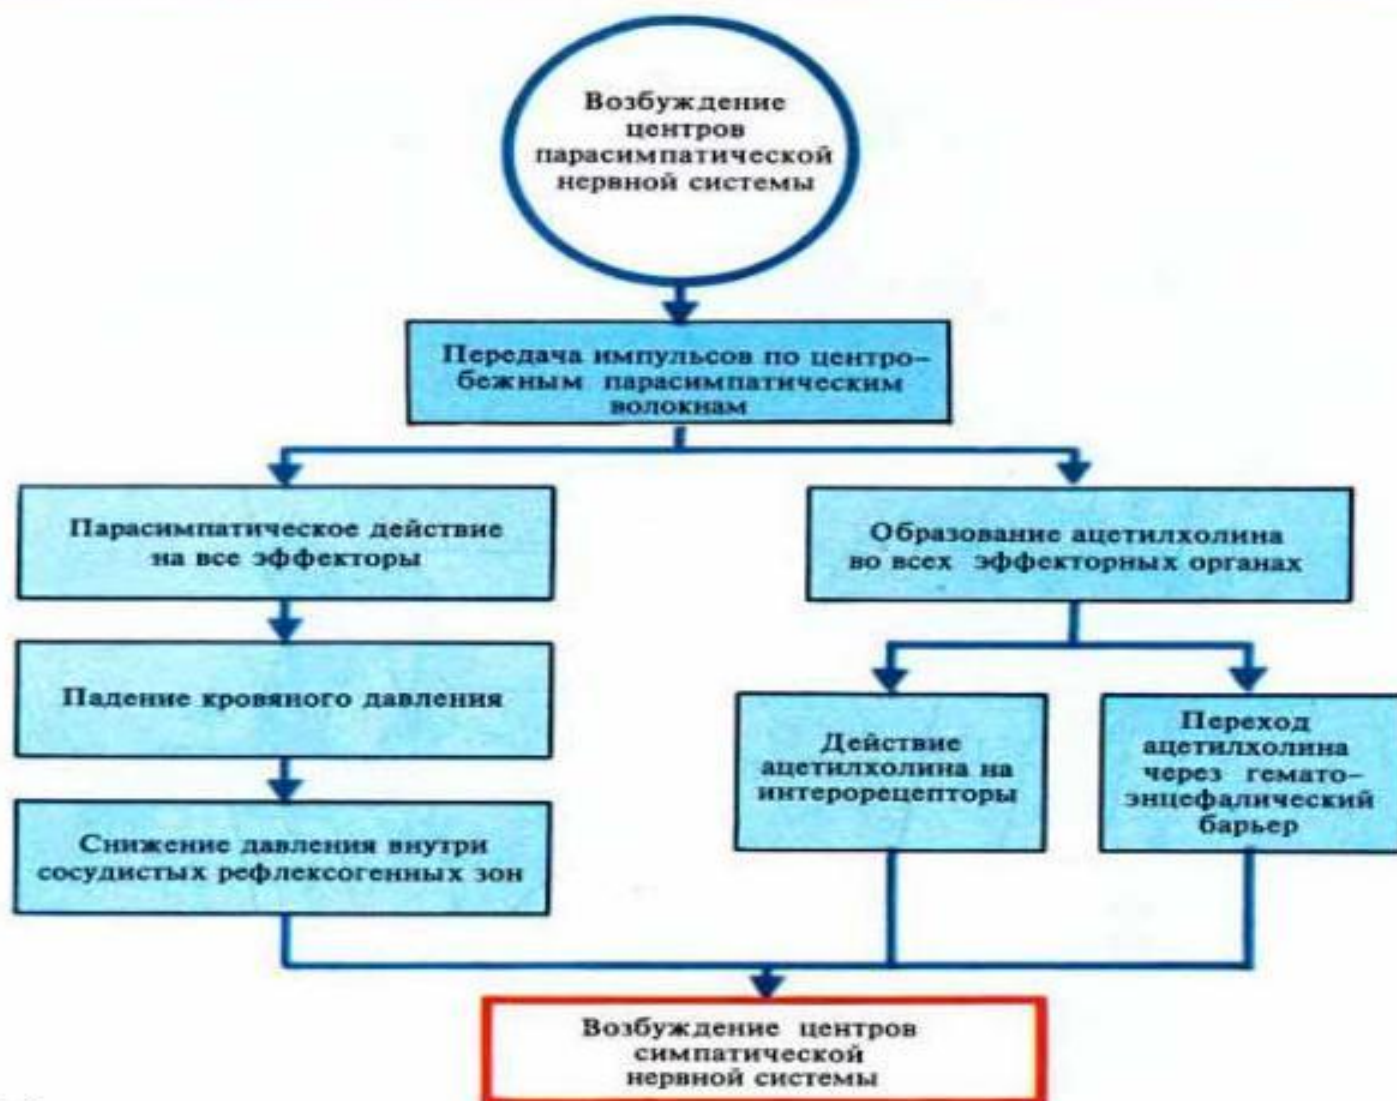 Возбуждение
центров
парасимпатической
нервной системы
Передача импульсов по центро-
бежным парасимпатическим
волокнам
Парасимпатическое действие
на все эффекторы
Образование ацетилхолина
во всех эффекторных органах
Падение кровяного давления
Действие
ацетилхолина на
интерорецепторы
Переход
ацетилхолина
через гемато-
энцефалический
барьер
Снижение давления внутри
сосудистых рефлексогенных зон
Возбуждение центров
симпатической
нервной системы